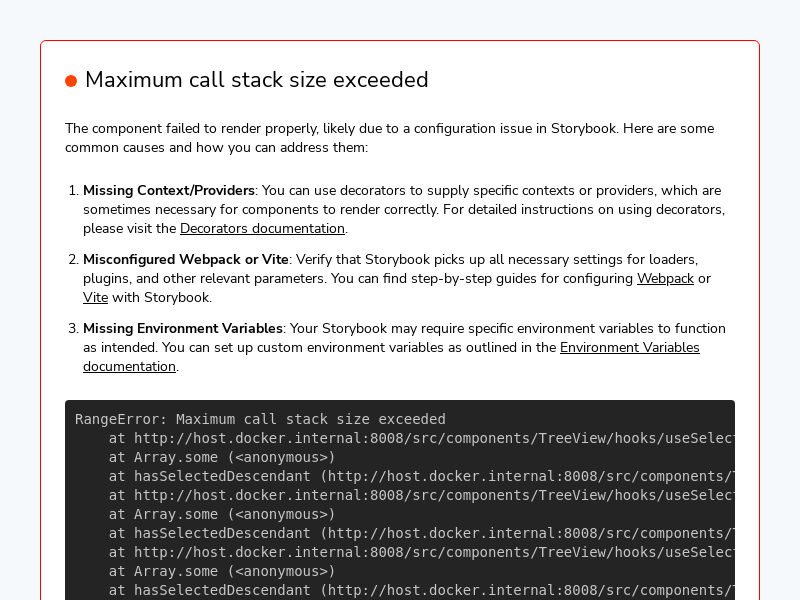 Maximum call stack size exceeded
The component failed to render properly, likely due to a configuration issue in Storybook. Here are some
common causes and how you can address them:
1. Missing Context/Providers: You can use decorators to supply specific contexts or providers, which are
sometimes necessary for components to render correctly. For detailed instructions on using decorators,
please visit the Decorators documentation.
2. Misconfigured Webpack or Vite: Verify that Storybook picks up all necessary settings for loaders,
plugins, and other relevant parameters. You can find step-by-step guides for configuring Webpack or
Vite with Storybook.
3. Missing Environment Variables: Your Storybook may require specific environment variables to function
as intended. You can set up custom environment variables as outlined in the Environment Variables
documentation.
RangeError: Maximum call stack size exceeded
at http://host.docker.internal:8008/src/components/TreeView/hooks/useSelec
at Array.some (<anonymous>)
at hasSelectedDescendant (http://host.docker.internal:8008/src/components/
at http://host.docker.internal:8008/src/components/TreeView/hooks/useSelec
at Array.some (<anonymous>)
at hasSelectedDescendant (http://host.docker.internal:8008/src/components/
at http://host.docker.internal:8008/src/components/TreeView/hooks/useSelec
at Array.some (<anonymous>)
at hasSelectedDescendant (http://host.docker.internal:8008/src/components/